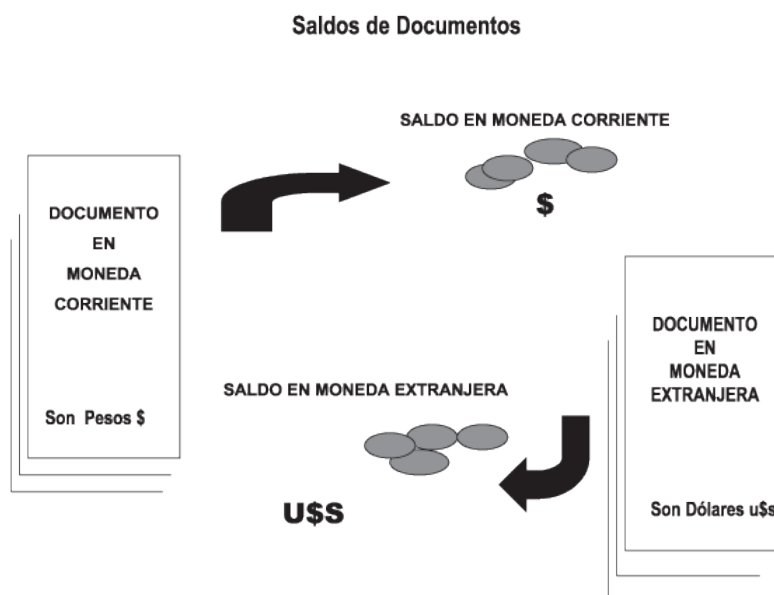 Saldos de Documentos
SALDO EN MONEDA CORRIENTE
$
DOCUMENTO
EN
MONEDA
CORRIENTE
Son Pesos $
SALDO EN MONEDA EXTRANJERA
U$S
DOCUMENTO
EN
MONEDA
EXTRANJERA
Son Dólares u$s